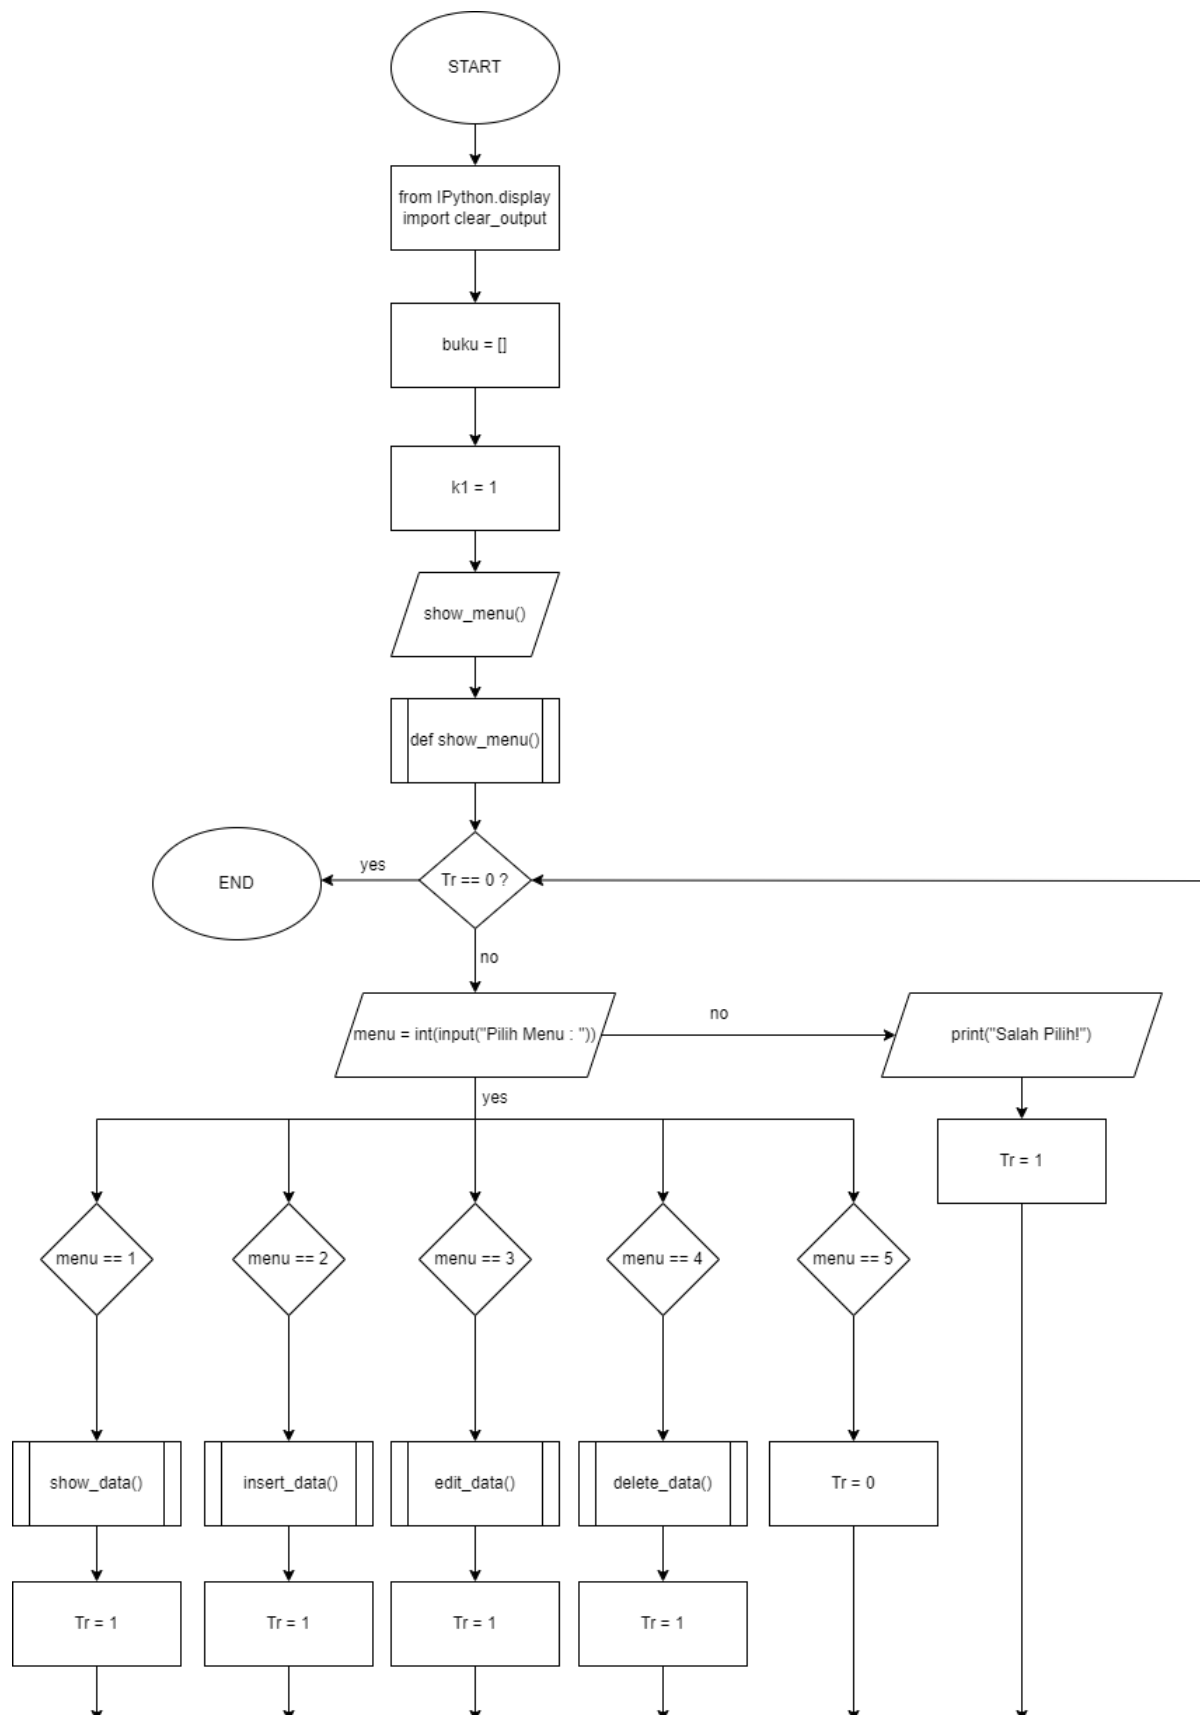 START
from IPython.display
import clear_output
buku = []
k1 = 1
show_menu()
def show_menu()
END
yes
Tr == 0 ?
no
menu = int(input("Pilih Menu : "))
no
print("Salah Pilih!")
yes
Tr = 1
menu == 1
menu == 2
menu == 3
menu == 4
menu == 5
show_data()
insert_data()
edit_data()
delete_data()
Tr = 0
Tr = 1
Tr = 1
Tr = 1
Tr = 1